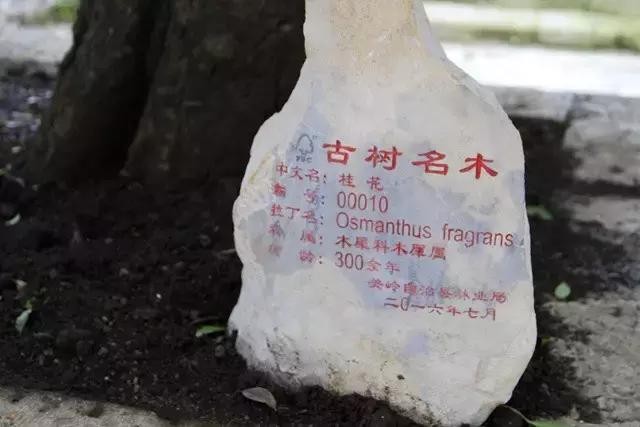 古树名木
中文名：桂花
编号：00010
拉丁名：Osmanthus fragrans
科属：木犀科木犀属
树龄：300余年
关岭自治县林业局
二〇一六年七月